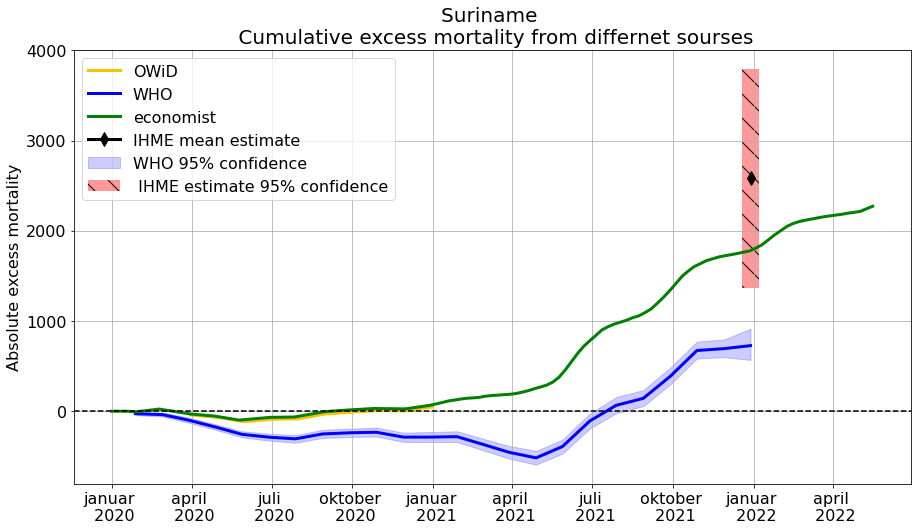 Suriname
Cumulative excess mortality from differnet sourses
Absolute excess mortality
4000
3000
2000
1000
0
OWiD
WHO
economist
IHME mean estimate
WHO 95% confidence
IHME estimate 95% confidence
januar
2020
april
2020
juli
2020
oktober
2020
januar
2021
april
2021
juli
2021
oktober
2021
januar
2022
april
2022